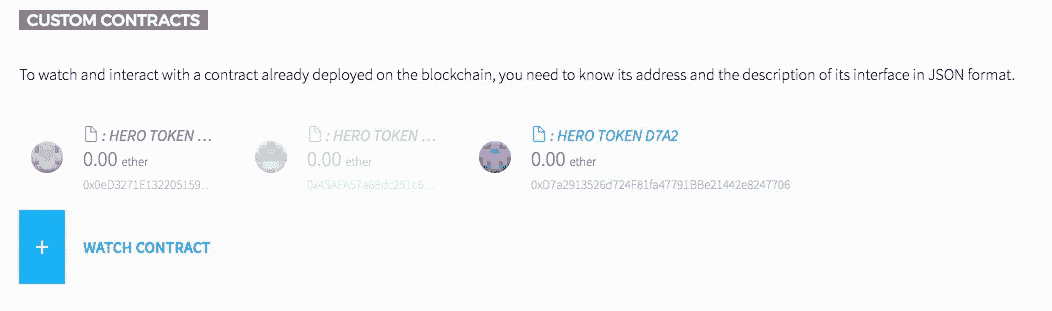 CUSTOM CONTRACTS
To watch and interact with a contract already deployed on the blockchain, you need to know its address and the description of its interface in JSON format.
: HERO TOKEN … : HERO TOKEN … : HERO TOKEN D7A2
0.00 ether 0.00 ether 0.00 ether
0x0eD3271E132205159… 0xD7a2913526d724F81fa47791BBe21442e8247706
+ WATCH CONTRACT